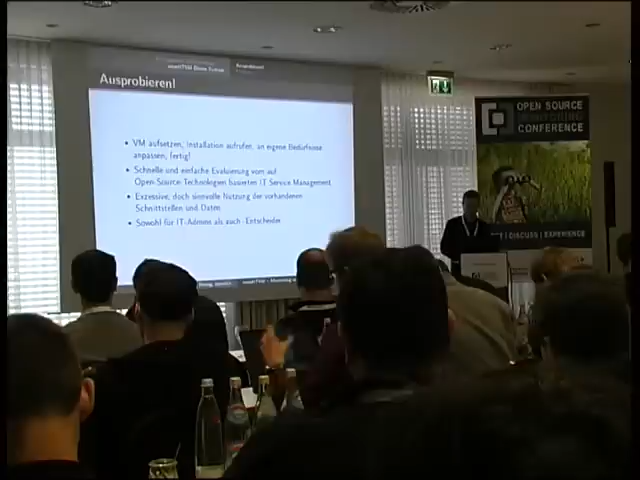 Ausprobieren!
• VM aufsetzen, Installation aufrufen, an eigene Bedürfnisse
anpassen, fertig!
• Schnelle und einfache Evaluierung vom auf
Open-Source-Technologien basierten IT Service Management
• Exzessive, doch sinnvolle Nutzung der vorhandenen
Schnittstellen und Daten
• Sowohl für IT-Admins als auch Entscheider
OPEN SOURCE
MONITORING
CONFERENCE
| DISCUSS | EXPERIENCE